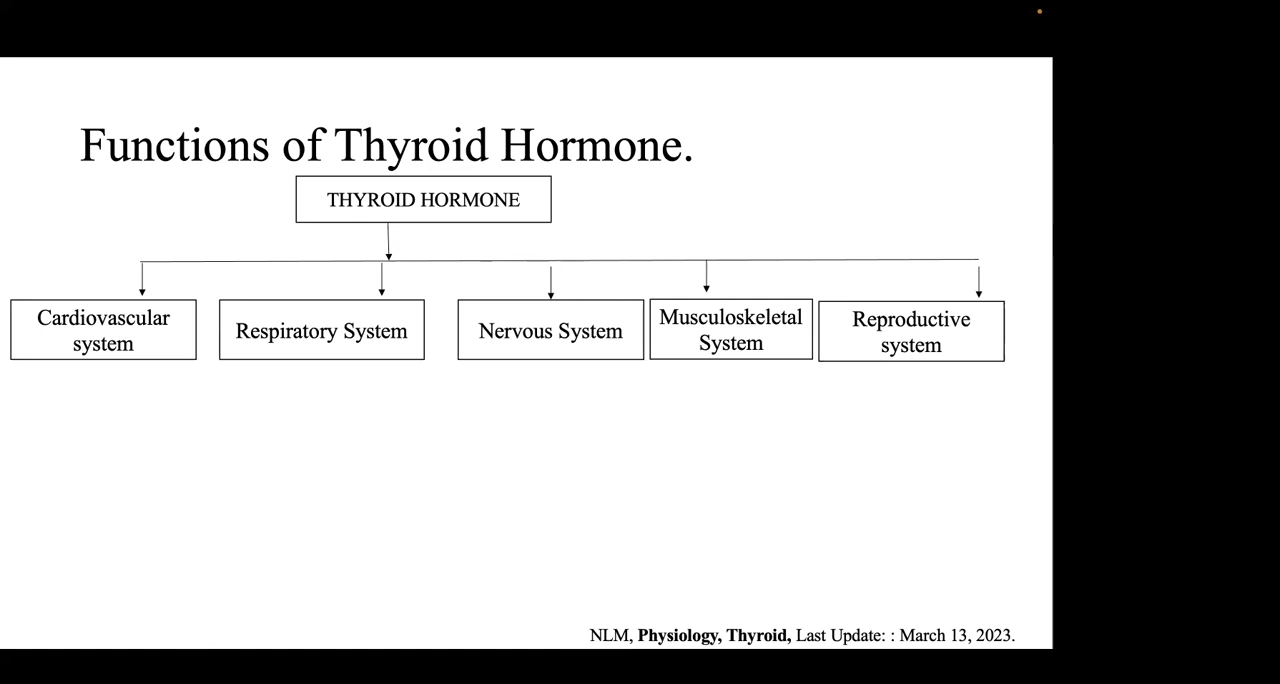 Functions of Thyroid Hormone.
THYROID HORMONE
Cardiovascular
system
Respiratory System
Nervous System
Musculoskeletal
System
Reproductive
system
NLM, Physiology, Thyroid, Last Update: : March 13, 2023.